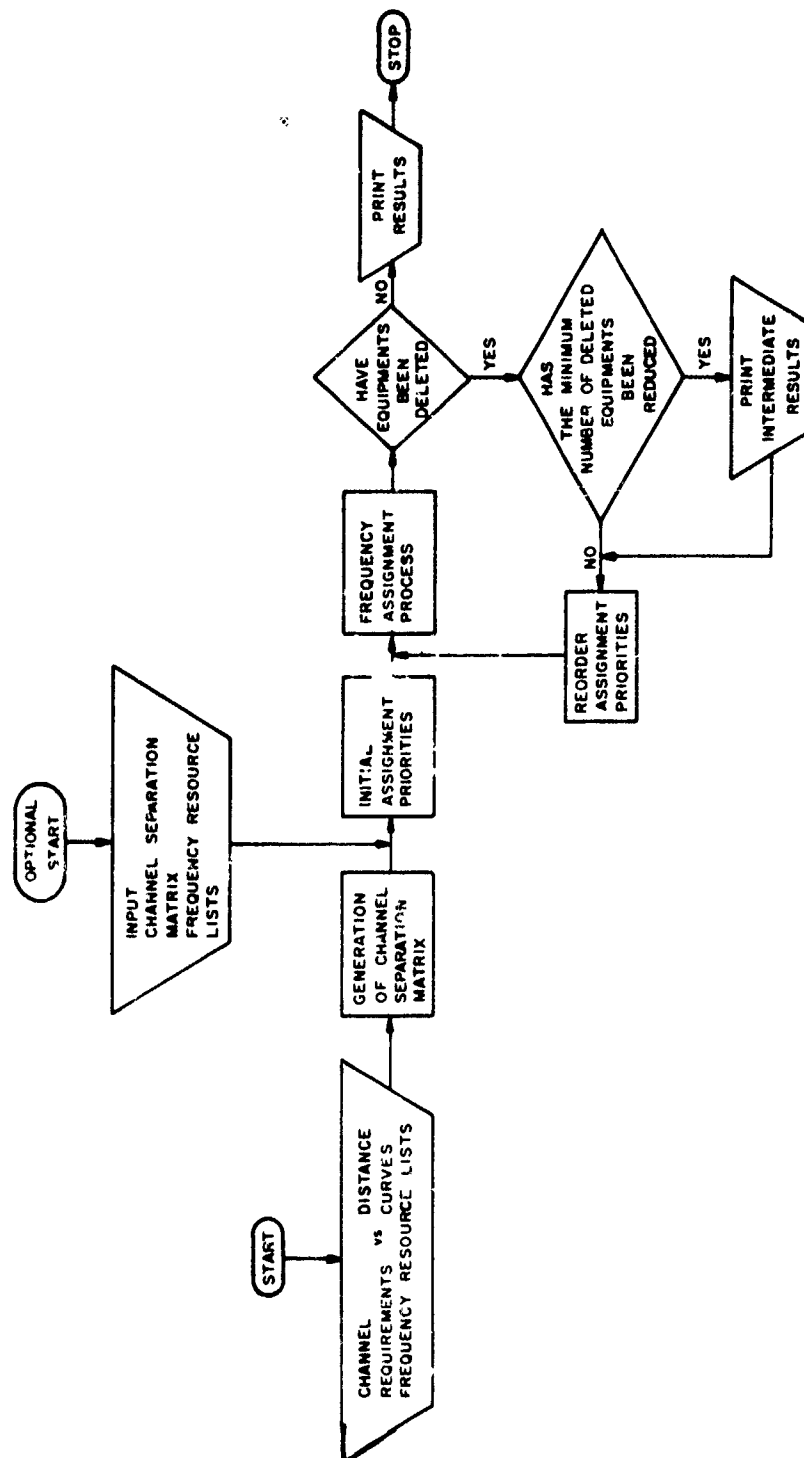 OPTIONAL
START
INPUT
CHANNEL SEPARATION
MATRIX
FREQUENCY RESOURCE
LISTS
START
CHANNEL DISTANCE
REQUIREMENTS vs CURVES
FREQUENCY RESOURCE LISTS
GENERATION
OF CHANNEL
SEPARATION
MATRIX
INITIAL
ASSIGNMENT
PRIORITIES
FREQUENCY
ASSIGNMENT
PROCESS
HAVE
EQUIPMENTS
BEEN
DELETED
NO
PRINT
RESULTS
STOP
YES
HAS
THE MINIMUM
NUMBER OF DELETED
EQUIPMENTS
BEEN
REDUCED
NO
YES
REORDER
ASSIGNMENT
PRIORITIES
PRINT
INTERMEDIATE
RESULTS